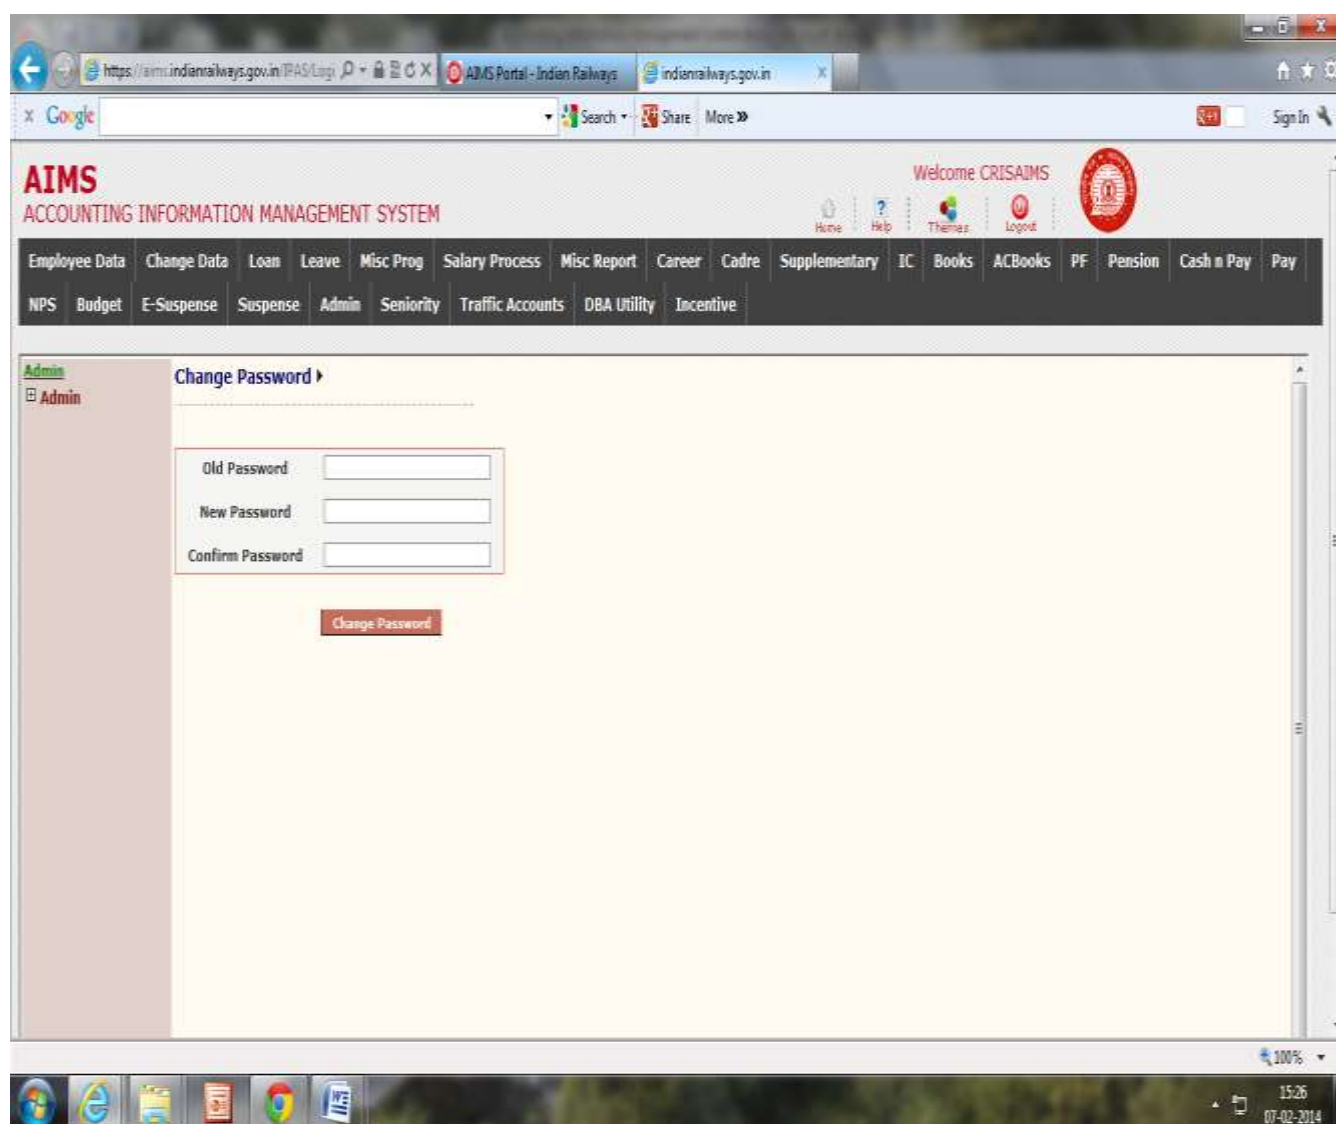 https://aims.indianrailways.gov.in/IPAS/Logi
AIMS Portal - Indian Railways
indianrailways.gov.in
x Google
Search
Share
More »
Sign In
AIMS
ACCOUNTING INFORMATION MANAGEMENT SYSTEM
Welcome CRISAIMS
Home
Help
Themes
Logout
Employee Data Change Data Loan Leave Misc Prog Salary Process Misc Report Career Cadre Supplementary IC Books ACBooks PF Pension Cash n Pay Pay
NPS Budget E-Suspense Suspense Admin Seniority Traffic Accounts DBA Utility Incentive
Admin
Admin
Change Password
Old Password
New Password
Confirm Password
Change Password
100%
15:26
07-02-2014